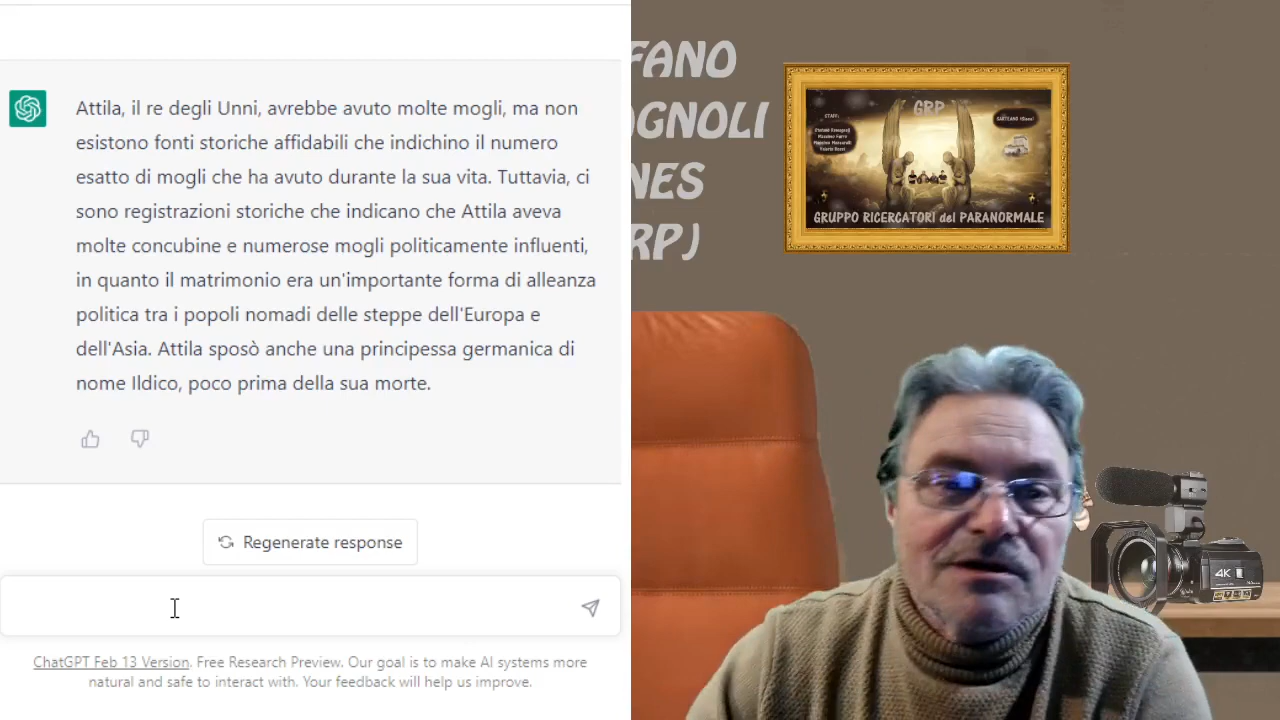 Attila, il re degli Unni, avrebbe avuto molte mogli, ma non
esistono fonti storiche affidabili che indichino il numero
esatto di mogli che ha avuto durante la sua vita. Tuttavia, ci
sono registrazioni storiche che indicano che Attila aveva
molte concubine e numerose mogli politicamente influenti,
in quanto il matrimonio era un'importante forma di alleanza
politica tra i popoli nomadi delle steppe dell'Europa e
dell'Asia. Attila sposò anche una principessa germanica di
nome Ildico, poco prima della sua morte.
Regenerate response
ChatGPT Feb 13 Version. Free Research Preview. Our goal is to make AI systems more
natural and safe to interact with. Your feedback will help us improve.
FANO
OGNOLI
NES
RP)
GRP
STAFF:
SARTEANO (Siena)
GRUPPO RICERCATORI del PARANORMALE
4K